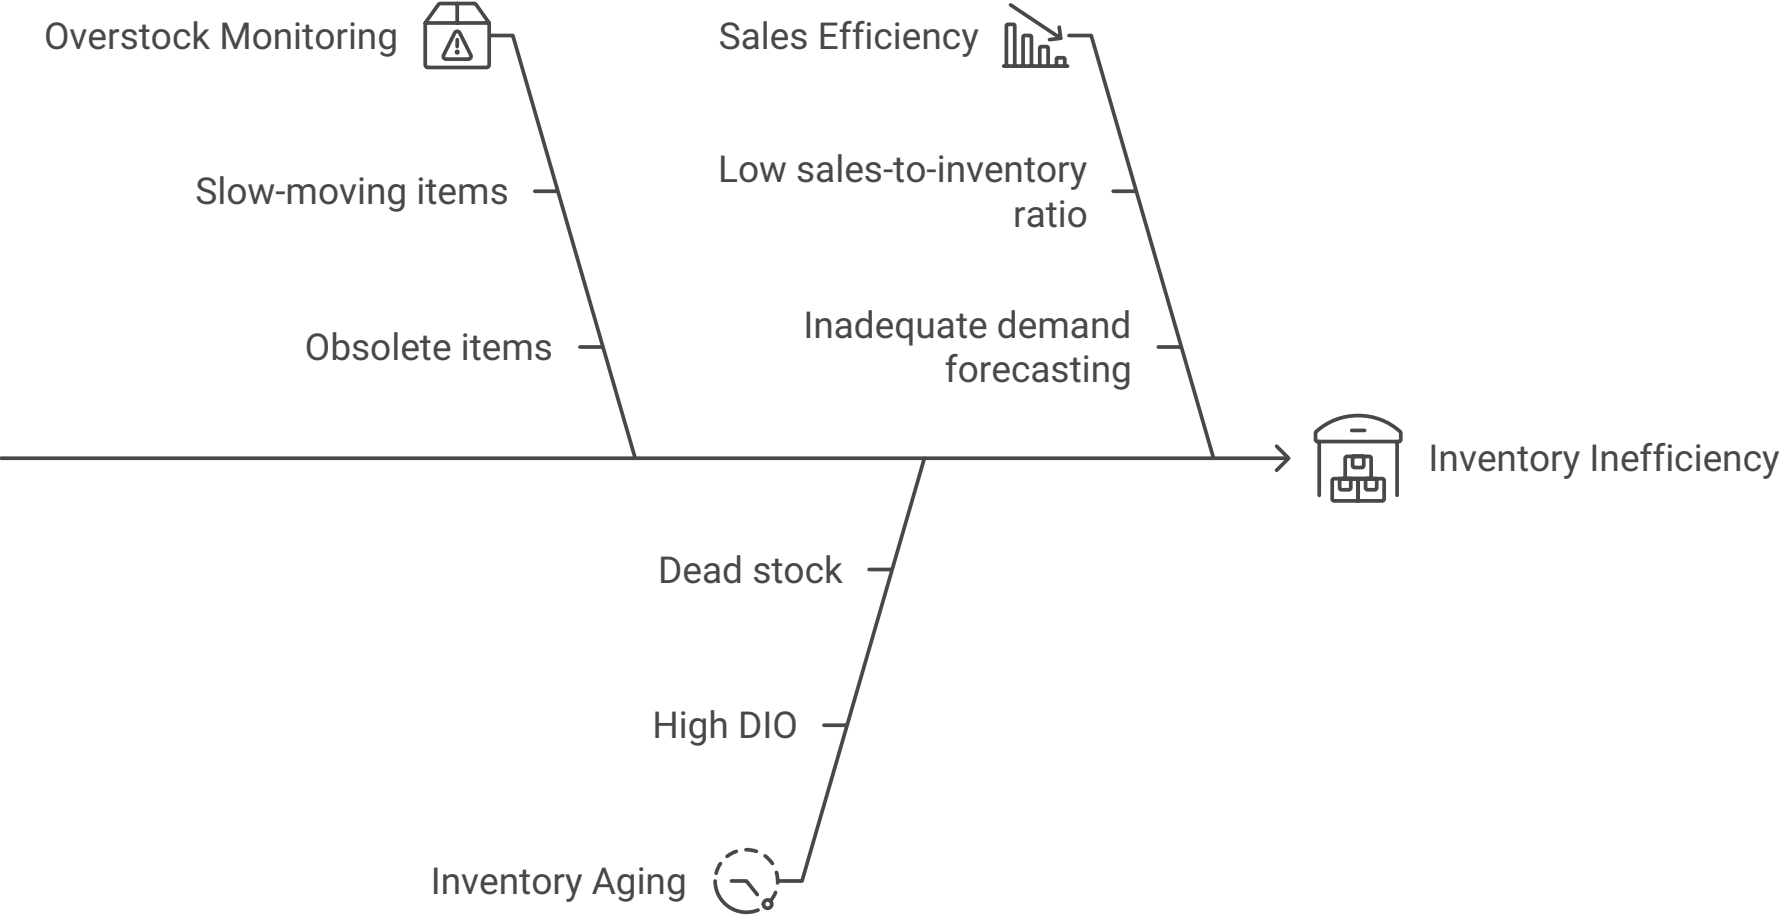 Overstock Monitoring
Sales Efficiency
Slow-moving items
Low sales-to-inventory
ratio
Obsolete items
Inadequate demand
forecasting
Inventory Inefficiency
Dead stock
High DIO
Inventory Aging